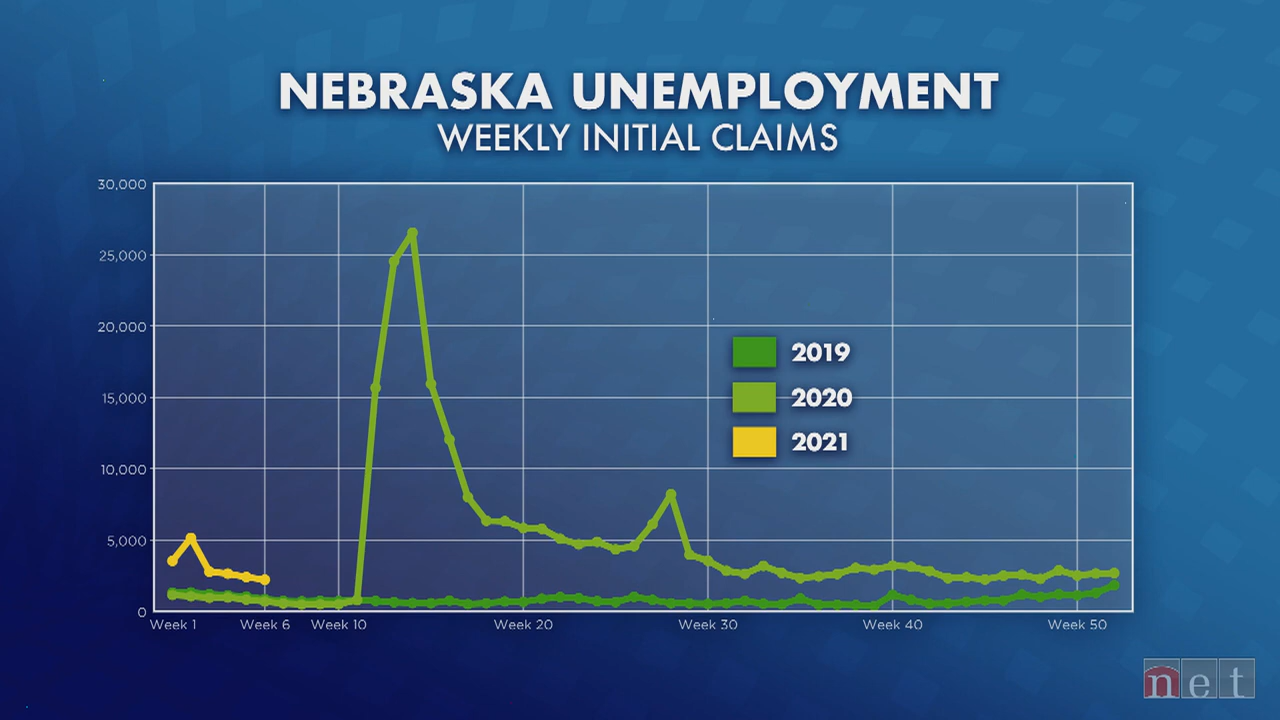 NEBRASKA UNEMPLOYMENT
WEEKLY INITIAL CLAIMS
30,000
25,000
20,000
15,000
10,000
5,000
0
2019
2020
2021
Week 1 Week 6 Week 10 Week 20 Week 30 Week 40 Week 50
net